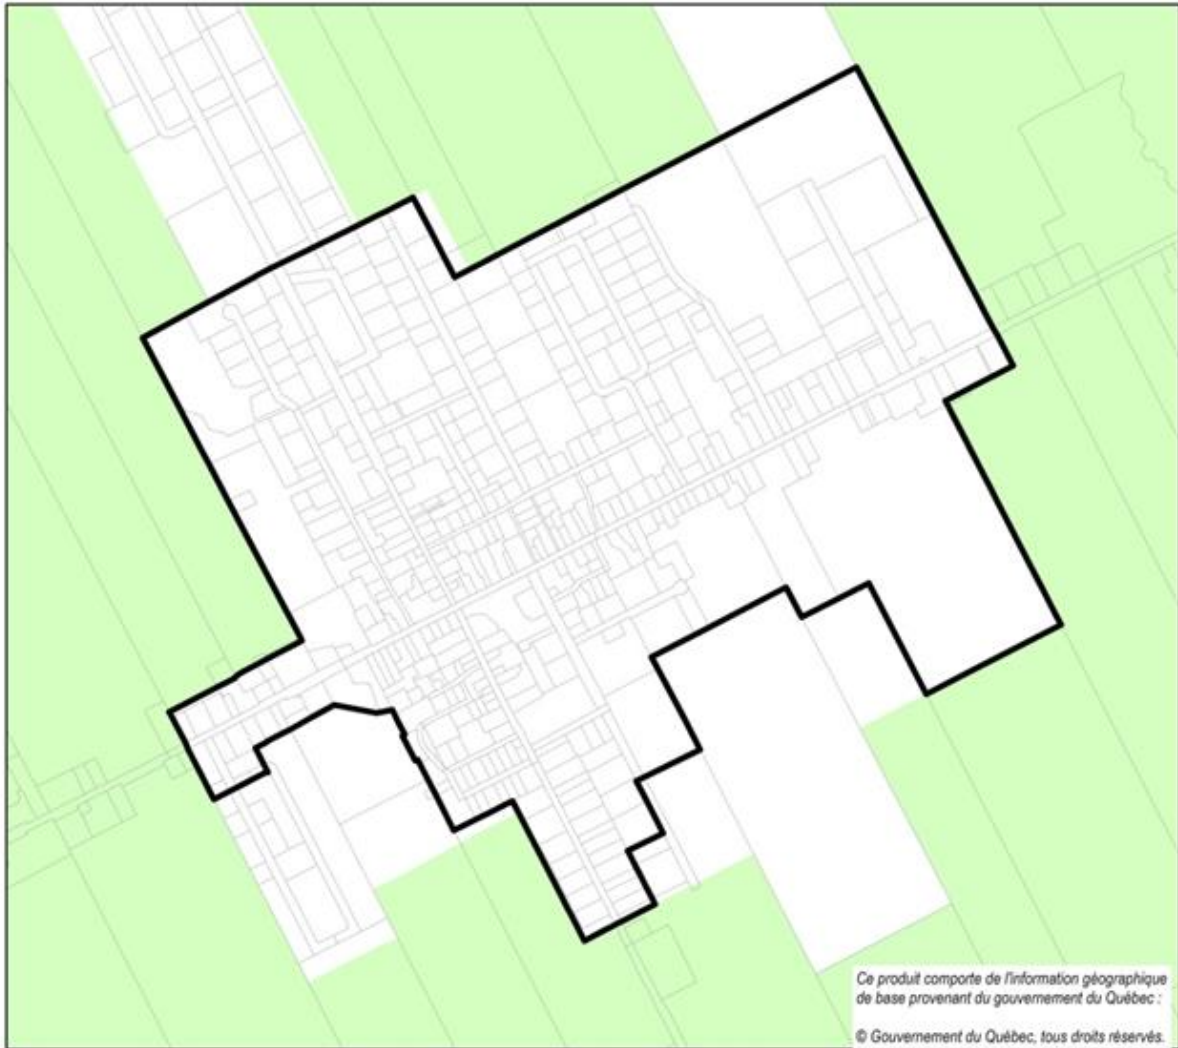 Ce produit comporte de l'information géographique
de base provenant du gouvernement du Québec :
© Gouvernement du Québec, tous droits réservés.